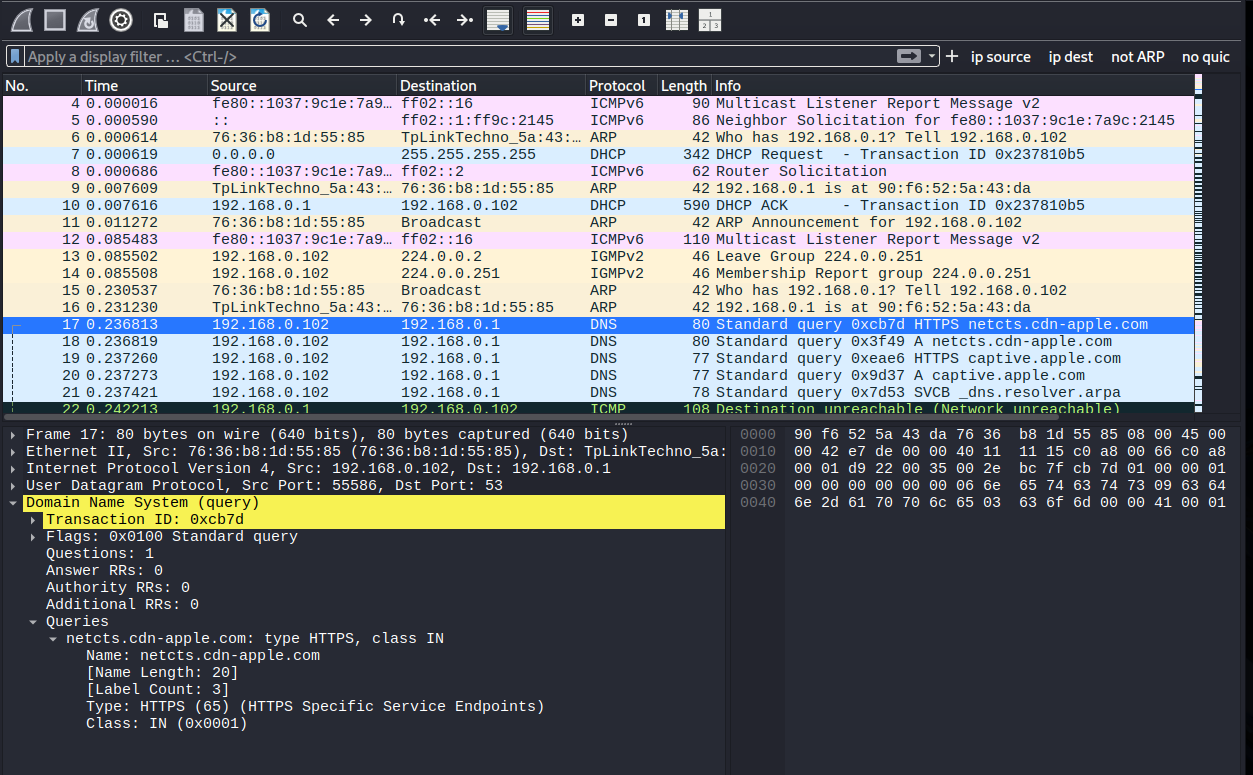 Apply a display filter … <Ctrl-/>
+ ip source ip dest not ARP no quic
No. Time Source Destination Protocol Length Info
4 0.000016 fe80::1037:9c1e:7a9… ff02::16 ICMPv6 90 Multicast Listener Report Message v2
5 0.000590 :: ff02::1:ff9c:2145 ICMPv6 86 Neighbor Solicitation for fe80::1037:9c1e:7a9c:2145
6 0.000614 76:36:b8:1d:55:85 TpLinkTechno_5a:43:… ARP 42 Who has 192.168.0.1? Tell 192.168.0.102
7 0.000619 0.0.0.0 255.255.255.255 DHCP 342 DHCP Request - Transaction ID 0x237810b5
8 0.000686 fe80::1037:9c1e:7a9… ff02::2 ICMPv6 62 Router Solicitation
9 0.007609 TpLinkTechno_5a:43:… 76:36:b8:1d:55:85 ARP 42 192.168.0.1 is at 90:f6:52:5a:43:da
10 0.007616 192.168.0.1 192.168.0.102 DHCP 590 DHCP ACK - Transaction ID 0x237810b5
11 0.011272 76:36:b8:1d:55:85 Broadcast ARP 42 ARP Announcement for 192.168.0.102
12 0.085483 fe80::1037:9c1e:7a9… ff02::16 ICMPv6 110 Multicast Listener Report Message v2
13 0.085502 192.168.0.102 224.0.0.2 IGMPv2 46 Leave Group 224.0.0.251
14 0.085508 192.168.0.102 224.0.0.251 IGMPv2 46 Membership Report group 224.0.0.251
15 0.230537 76:36:b8:1d:55:85 Broadcast ARP 42 Who has 192.168.0.1? Tell 192.168.0.102
16 0.231230 TpLinkTechno_5a:43:… 76:36:b8:1d:55:85 ARP 42 192.168.0.1 is at 90:f6:52:5a:43:da
17 0.236813 192.168.0.102 192.168.0.1 DNS 80 Standard query 0xcb7d HTTPS netcts.cdn-apple.com
18 0.236819 192.168.0.102 192.168.0.1 DNS 80 Standard query 0x3f49 A netcts.cdn-apple.com
19 0.237260 192.168.0.102 192.168.0.1 DNS 77 Standard query 0xeae6 HTTPS captive.apple.com
20 0.237273 192.168.0.102 192.168.0.1 DNS 77 Standard query 0x9d37 A captive.apple.com
21 0.237421 192.168.0.102 192.168.0.1 DNS 78 Standard query 0x7d53 SVCB _dns.resolver.arpa
22 0.242213 192.168.0.1 192.168.0.102 ICMP 108 Destination unreachable (Network unreachable)
Frame 17: 80 bytes on wire (640 bits), 80 bytes captured (640 bits)
Ethernet II, Src: 76:36:b8:1d:55:85 (76:36:b8:1d:55:85), Dst: TpLinkTechno_5a:
Internet Protocol Version 4, Src: 192.168.0.102, Dst: 192.168.0.1
User Datagram Protocol, Src Port: 55586, Dst Port: 53
Domain Name System (query)
Transaction ID: 0xcb7d
Flags: 0x0100 Standard query
Questions: 1
Answer RRs: 0
Authority RRs: 0
Additional RRs: 0
Queries
netcts.cdn-apple.com: type HTTPS, class IN
Name: netcts.cdn-apple.com
[Name Length: 20]
[Label Count: 3]
Type: HTTPS (65) (HTTPS Specific Service Endpoints)
Class: IN (0x0001)
0000 90 f6 52 5a 43 da 76 36 b8 1d 55 85 08 00 45 00
0010 00 42 e7 de 00 00 40 11 11 15 c0 a8 00 66 c0 a8
0020 00 01 d9 22 00 35 00 2e bc 7f cb 7d 01 00 00 01
0030 00 00 00 00 00 00 06 6e 65 74 63 74 73 09 63 64
0040 6e 2d 61 70 70 6c 65 03 63 6f 6d 00 00 41 00 01